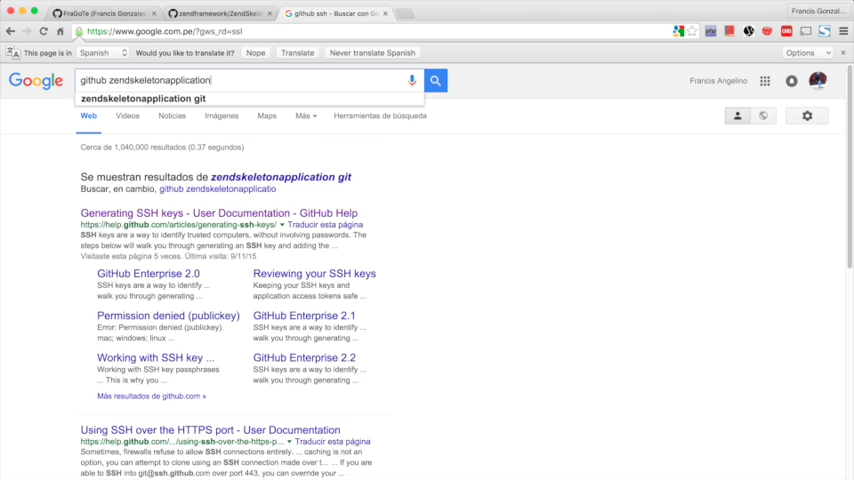 FraGoTe (Francis Gonzales
zendframework/ZendSkele
github ssh - Buscar con Go
Francis Gonzal...
https://www.google.com.pe/?gws_rd=ssl
This page is in
Spanish
Would you like to translate it?
Nope
Translate
Never translate Spanish
Options
Google
github zendskeletonapplication
Francis Angelino
zendskeletonapplication git
Web
Videos
Noticias
Imágenes
Maps
Más
Herramientas de búsqueda
Cerca de 1,040,000 resultados (0.37 segundos)
Se muestran resultados de zendskeletonapplication git
Buscar, en cambio, github zendskeletonapplicatio
Generating SSH keys - User Documentation - GitHub Help
https://help.github.com/articles/generating-ssh-keys/ Traducir esta página
SSH keys are a way to identify trusted computers, without involving passwords. The
steps below will walk you through generating an SSH key and adding the ...
Visitaste esta página 5 veces. Última visita: 9/11/15
GitHub Enterprise 2.0
SSH keys are a way to identify ...
walk you through generating ...
Reviewing your SSH keys
Keeping your SSH keys and
application access tokens safe ...
Permission denied (publickey)
Error: Permission denied (publickey).
mac; windows; linux ...
GitHub Enterprise 2.1
SSH keys are a way to identify ...
walk you through generating ...
Working with SSH key ...
Working with SSH key passphrases
... This is why you ...
GitHub Enterprise 2.2
SSH keys are a way to identify ...
walk you through generating ...
Más resultados de github.com »
Using SSH over the HTTPS port - User Documentation
https://help.github.com/.../using-ssh-over-the-https-p... Traducir esta página
Sometimes, firewalls refuse to allow SSH connections entirely. ... caching is not an
option, you can attempt to clone using an SSH connection made over t... If you are
able to SSH into git@ssh.github.com over port 443, you can override your ...